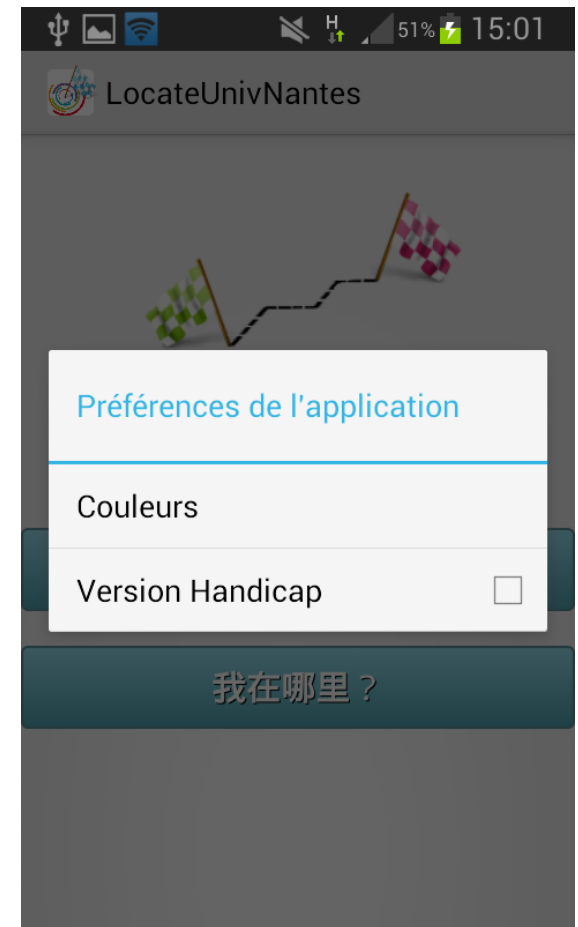 H 51% 15:01
LocateUnivNantes
Préférences de l'application
Couleurs
Version Handicap
我在哪里？